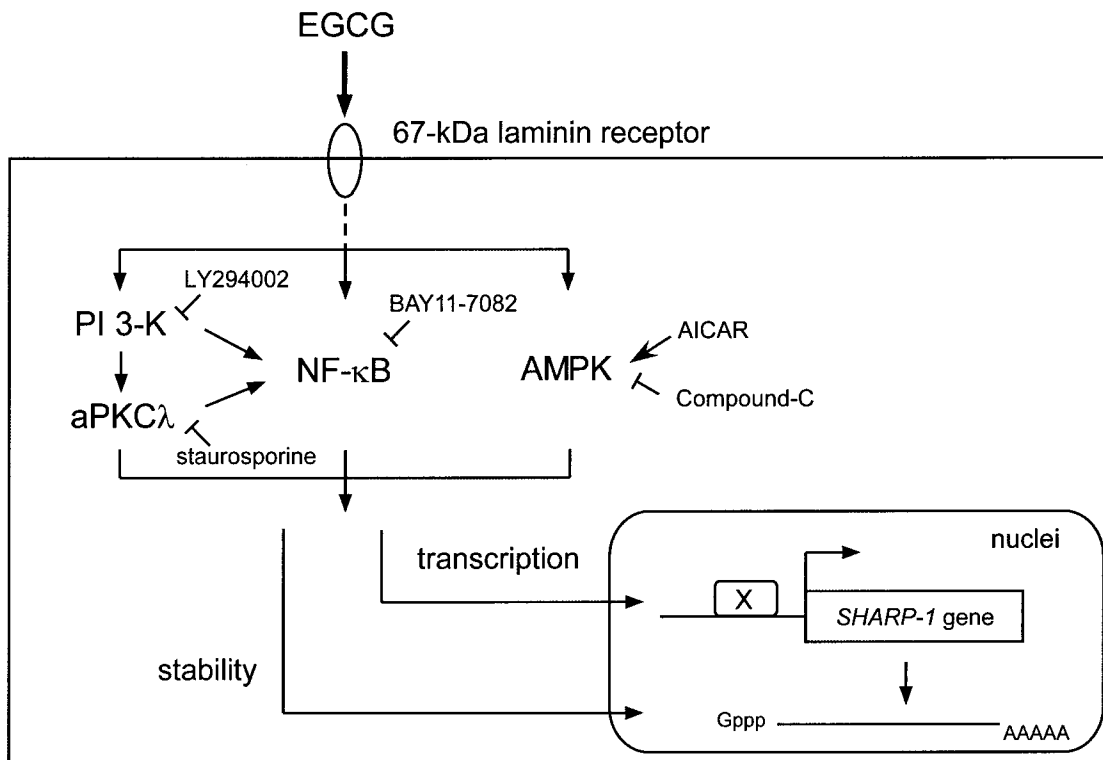 EGCG
67-kDa laminin receptor
LY294002
BAY11-7082
PI 3-K
AICAR
NF-κB
AMPK
Compound-C
aPKCλ
staurosporine
nuclei
transcription
X
SHARP-1 gene
stability
Gppp
AAAAA